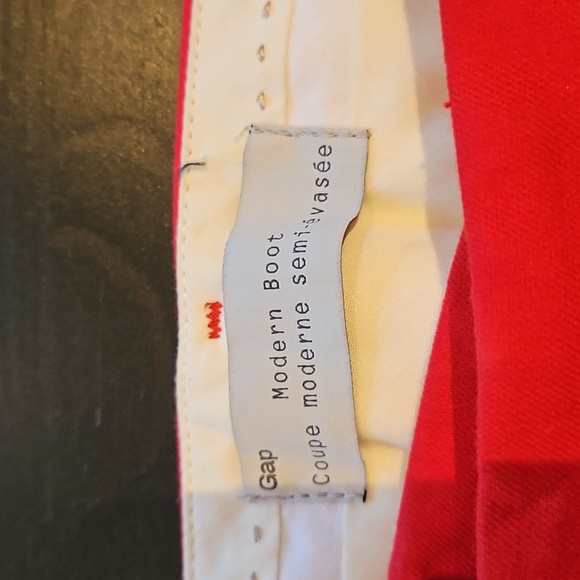 Gap
Modern Boot
Coupe moderne semi-évasée